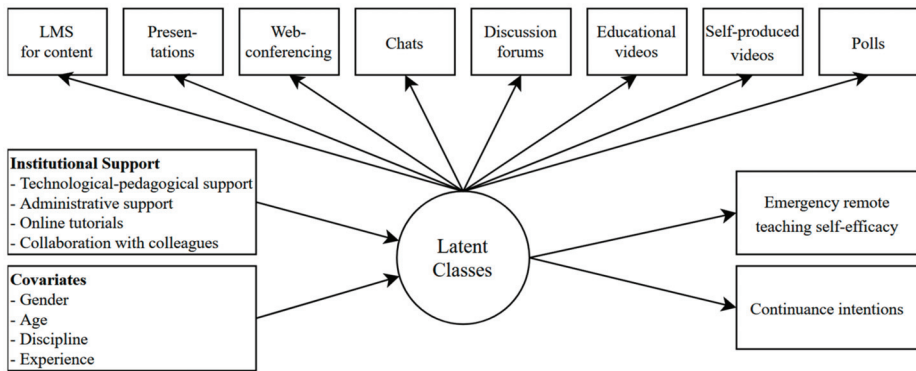 LMS
for content
Presen-
tations
Web-
conferencing
Chats
Discussion
forums
Educational
videos
Self-produced
videos
Polls
Institutional Support
- Technological-pedagogical support
- Administrative support
- Online tutorials
- Collaboration with colleagues
Covariates
- Gender
- Age
- Discipline
- Experience
Latent
Classes
Emergency remote
teaching self-efficacy
Continuance intentions